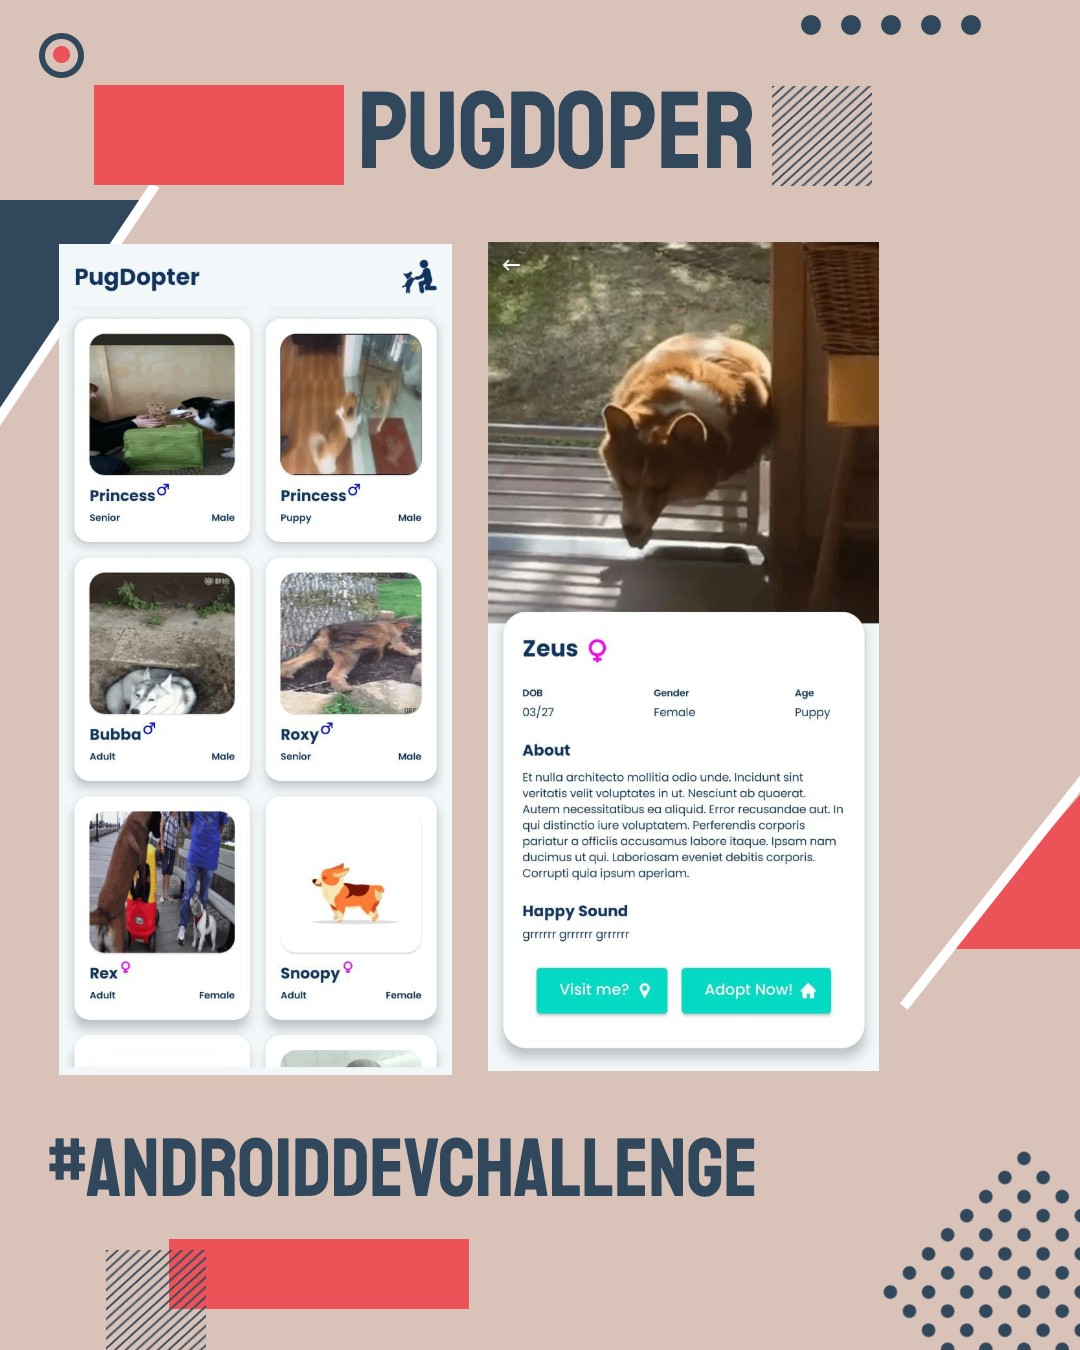 PUGDOPER
PugDopter
Princess
Senior Male
Princess
Puppy Male
Bubba
Adult Male
Roxy
Senior Male
Rex
Adult Female
Snoopy
Adult Female
Zeus
DOB Gender Age
03/27 Female Puppy
About
Et nulla architecto mollitia odio unde. Incidunt sint
veritatis velit voluptates in ut. Nesciunt ab quaerat.
Autem necessitatibus ea aliquid. Error recusandae aut. In
qui distinctio iure voluptatem. Perferendis corporis
pariatur a officiis accusamus labore itaque. Ipsam nam
ducimus ut qui. Laboriosam eveniet debitis corporis.
Corrupti quia ipsum aperiam.
Happy Sound
grrrrrr grrrrrr grrrrrr
Visit me? Adopt Now!
#ANDROIDDEVCHALLENGE